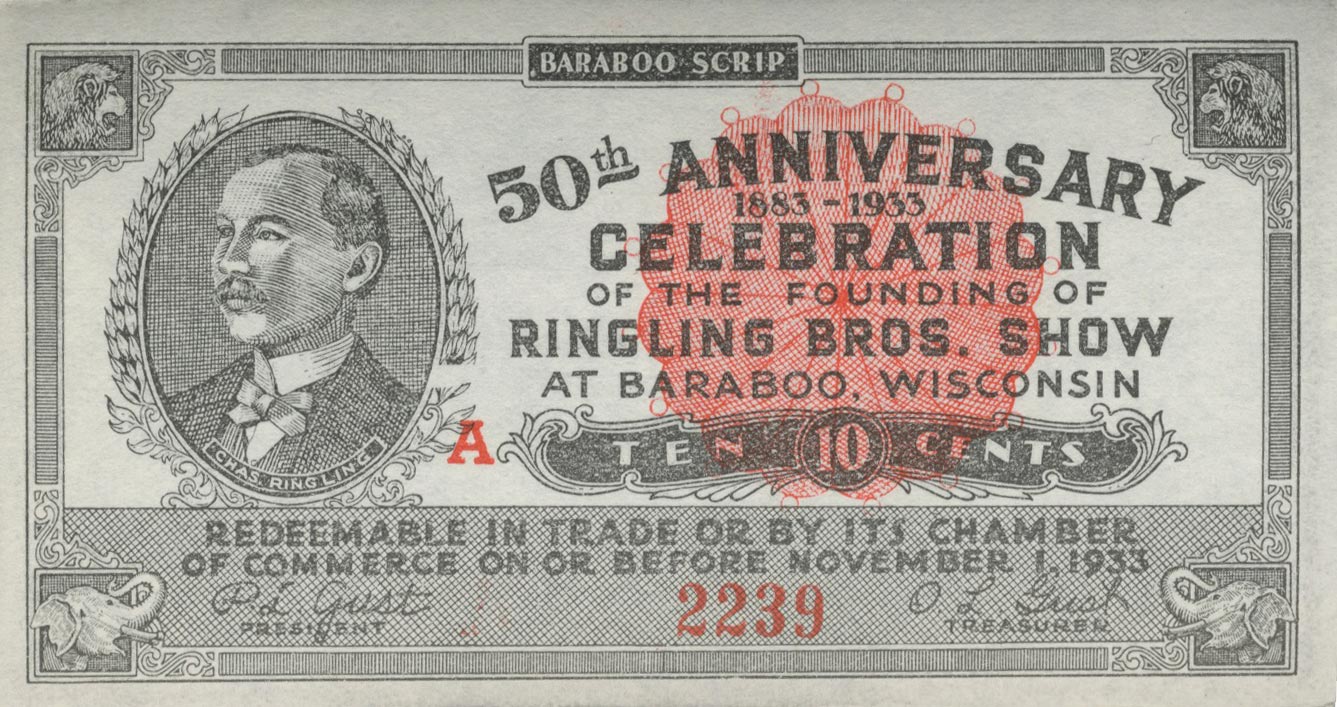 BARABOO SCRIP
50th ANNIVERSARY
1883-1933
CELEBRATION
OF THE FOUNDING OF
RINGLING BROS. SHOW
AT BARABOO, WISCONSIN
CHAS. RINGLING
A
TEN 10 CENTS
REDEEMABLE IN TRADE OR BY ITS CHAMBER
OF COMMERCE ON OR BEFORE NOVEMBER 1, 1933
Gust 2239 O. L. Gust
PRESIDENT TREASURER